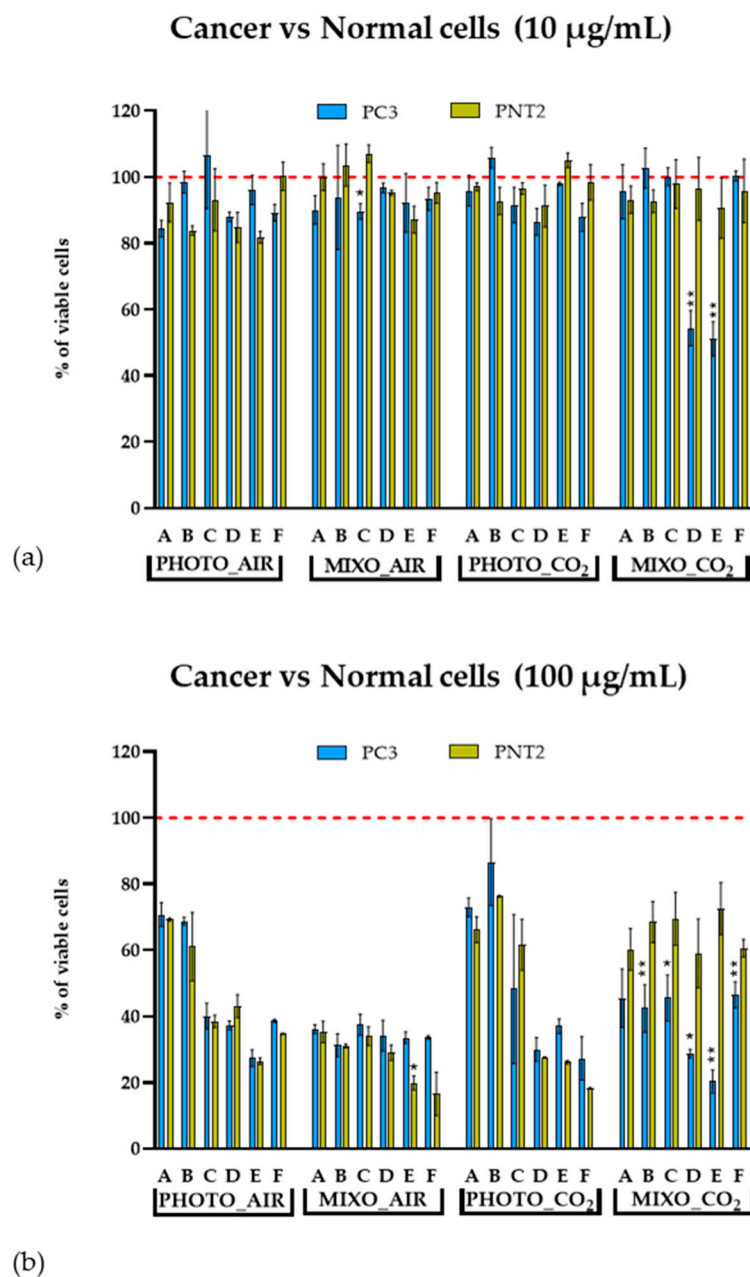 Cancer vs Normal cells (10 µg/mL)
PC3 PNT2
% of viable cells
120
100
80
60
40
20
0
* ** **
A B C D E F A B C D E F A B C D E F A B C D E F
PHOTO_AIR MIXO_AIR PHOTO_CO₂ MIXO_CO₂
(a)
Cancer vs Normal cells (100 µg/mL)
PC3 PNT2
% of viable cells
120
100
80
60
40
20
0
* ** * * ** **
A B C D E F A B C D E F A B C D E F A B C D E F
PHOTO_AIR MIXO_AIR PHOTO_CO₂ MIXO_CO₂
(b)